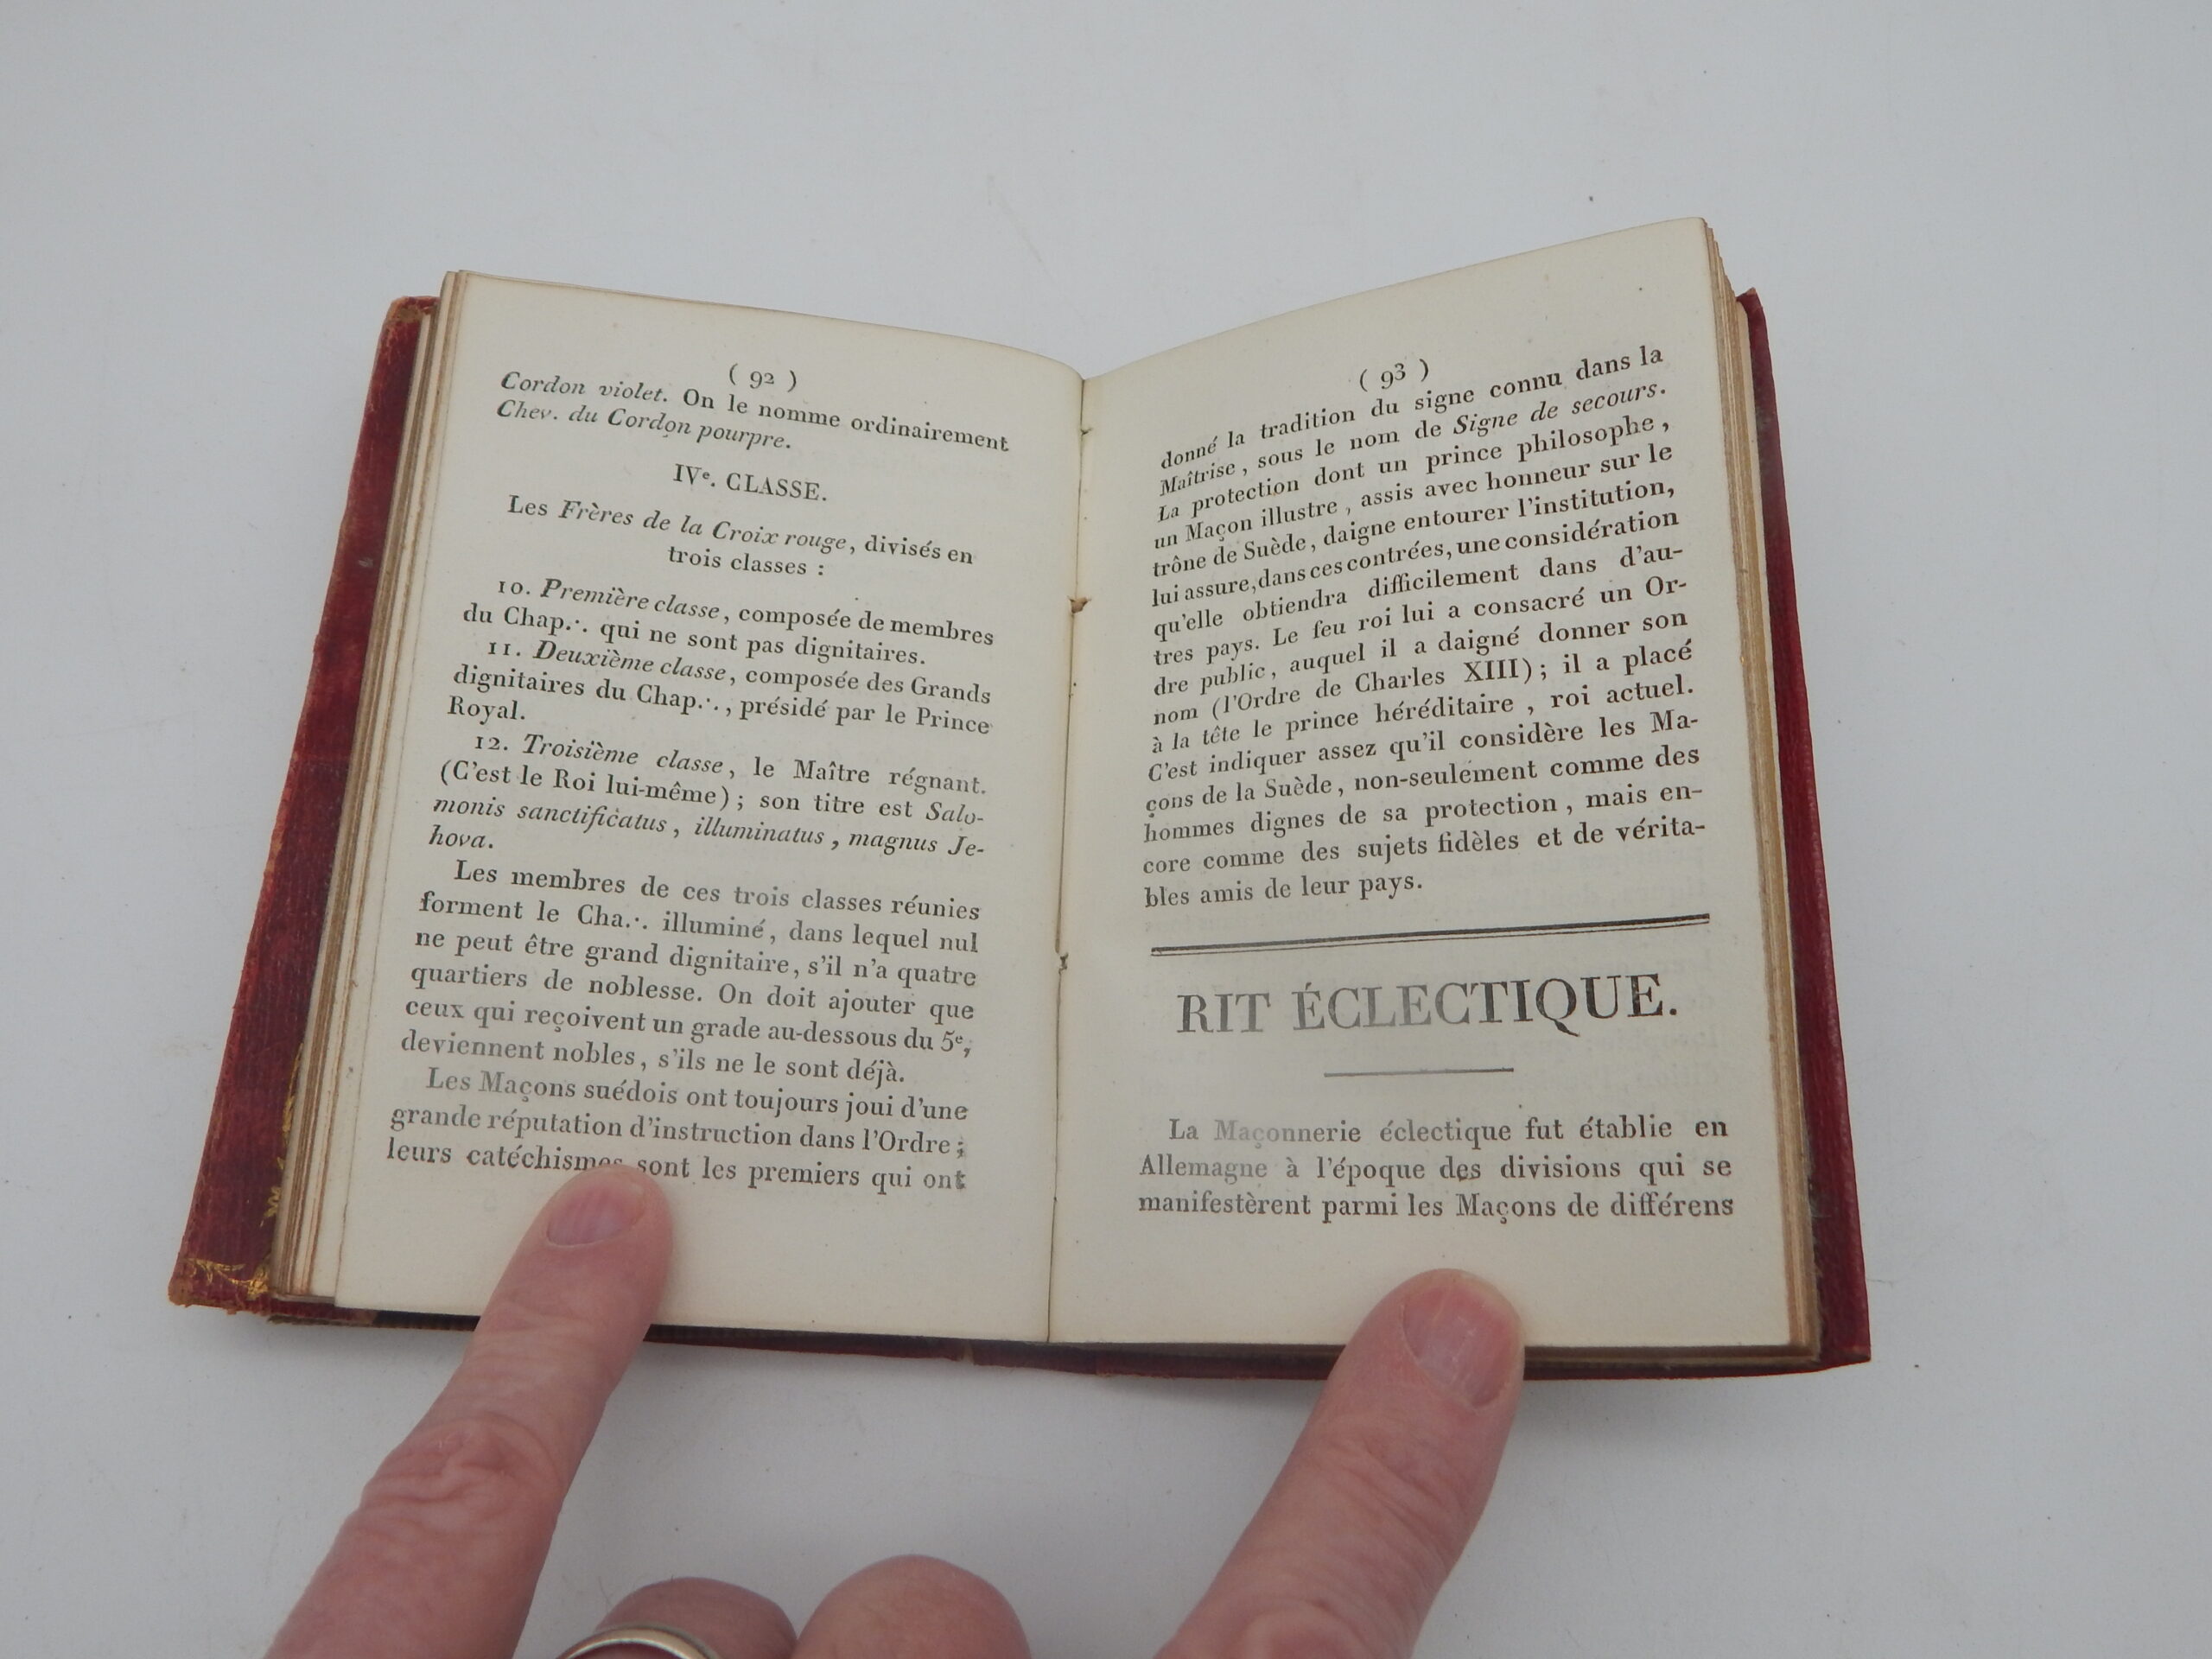 ( 92 )
Cordon violet. On le nomme ordinairement
Chev. du Cordon pourpre.
IVe. CLASSE.
Les Frères de la Croix rouge, divisés en
trois classes :
10. Première classe, composée de membres
du Chap.·. qui ne sont pas dignitaires.
11. Deuxième classe, composée des Grands
dignitaires du Chap.·., présidé par le Prince
Royal.
12. Troisième classe, le Maître régnant.
(C'est le Roi lui-même) ; son titre est Salo-
monis sanctificatus, illuminatus, magnus Je-
hova.
Les membres de ces trois classes réunies
forment le Cha.·. illuminé, dans lequel nul
ne peut être grand dignitaire, s'il n'a quatre
quartiers de noblesse. On doit ajouter que
ceux qui reçoivent un grade au-dessous du 5e,
deviennent nobles, s'ils ne le sont déjà.
Les Maçons suédois ont toujours joui d'une
grande réputation d'instruction dans l'Ordre ;
leurs catéchismes sont les premiers qui ont
( 93 )
donné la tradition du signe connu dans la
Maîtrise, sous le nom de Signe de secours.
La protection dont un prince philosophe,
un Maçon illustre, assis avec honneur sur le
trône de Suède, daigne entourer l'institution,
lui assure, dans ces contrées, une considération
qu'elle obtiendra difficilement dans d'au-
tres pays. Le feu roi lui a consacré un Or-
dre public, auquel il a daigné donner son
nom (l'Ordre de Charles XIII) ; il a placé
à la tête le prince héréditaire, roi actuel.
C'est indiquer assez qu'il considère les Ma-
çons de la Suède, non-seulement comme des
hommes dignes de sa protection, mais en-
core comme des sujets fidèles et de vérita-
bles amis de leur pays.
RIT ÉCLECTIQUE.
La Maçonnerie éclectique fut établie en
Allemagne à l'époque des divisions qui se
manifestèrent parmi les Maçons de différens